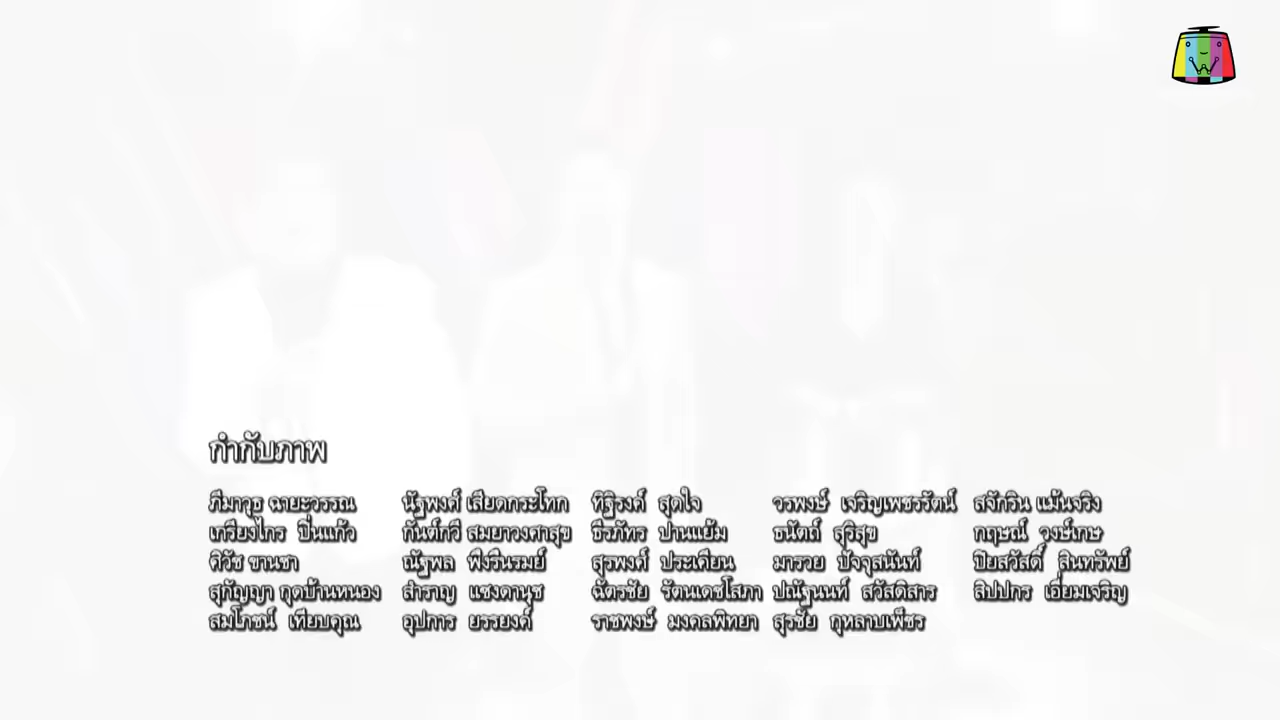 กำกับภาพ
ภีมาวุธ ฉายะวรรณ นัฐพงค์ เสียดกระโทก ทิฐิรงค์ สุดใจ วรพงษ์ เจริญเพชรรัตน์ สจักริน แม้นจริง
เกรียงไกร ปิ่นแก้ว กันต์กวี สมยาวงศาสุข ธีรภัทร ปานแย้ม ธนัตถ์ สุริสุข กฤษณ์ วงษ์เกษ
ศิวัช ขานชา ณัฐพล พึ่งรื่นรมย์ สุรพงค์ ประเคียน มารวย ปัจจุสนันท์ ปิยสวัสดิ์ สินทรัพย์
สุกัญญา กุดบ้านหนอง สำราญ แซงดานุช ฉัตรชัย รัตนเดชโสภา ปณัฐนนท์ สวัสดิสาร สิปปกร เอี่ยมเจริญ
สมโภชน์ เทียบคุณ อุปการ ยรรยงค์ ราชพงษ์ มงคลพิทยา สุรชัย กุหลาบเพ็ชร